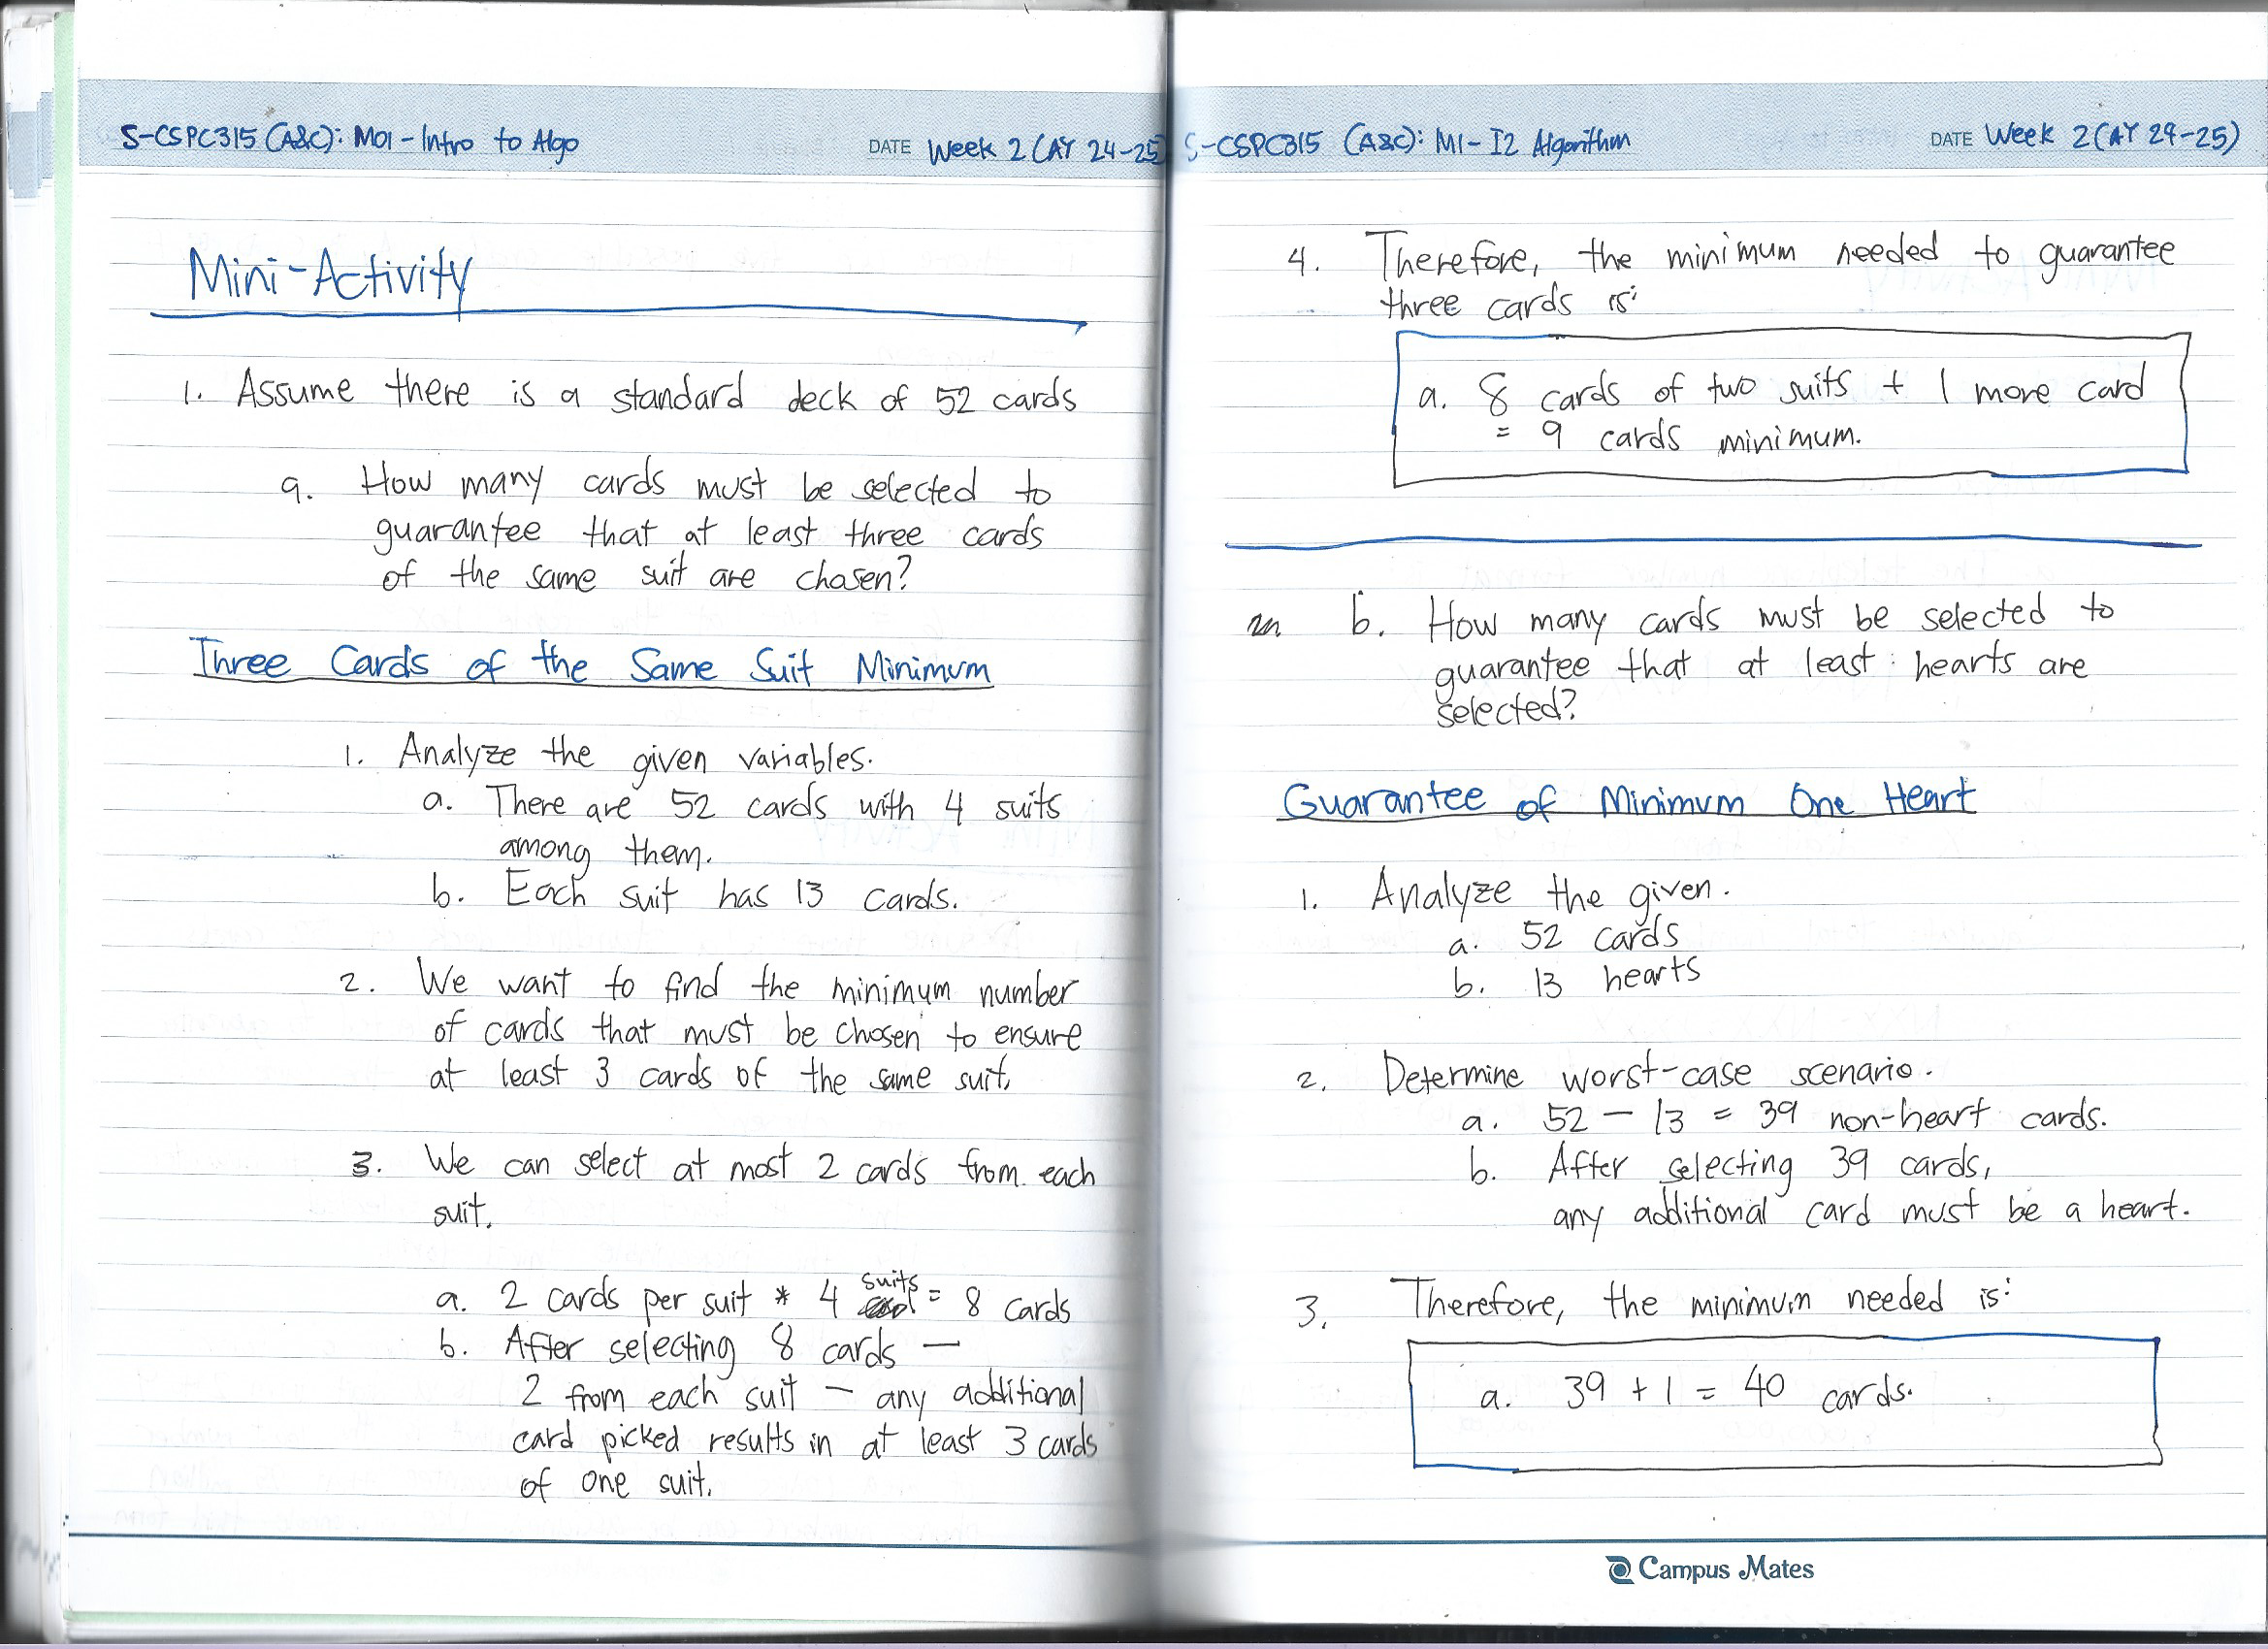 S-CSPC315 (A&C): M01 - Intro to Algo
DATE Week 2 (AY 24-25)
Mini-Activity
1. Assume there is a standard deck of 52 cards
a. How many cards must be selected to
guarantee that at least three cards
of the same suit are chosen?
Three Cards of the Same Suit Minimum
1. Analyze the given variables.
a. There are 52 cards with 4 suits
among them.
b. Each suit has 13 cards.
2. We want to find the minimum number
of cards that must be chosen to ensure
at least 3 cards of the same suit.
3. We can select at most 2 cards from each
suit.
a. 2 cards per suit * 4 suits = 8 cards
b. After selecting 8 cards —
2 from each suit — any additional
card picked results in at least 3 cards
of one suit.
S-CSPC315 (A&C): M1 - I2 Algorithm
DATE Week 2 (AY 24-25)
4. Therefore, the minimum needed to guarantee
three cards is:
a. 8 cards of two suits + 1 more card
= 9 cards minimum.
b. How many cards must be selected to
guarantee that at least : hearts are
selected?
Guarantee of Minimum One Heart
1. Analyze the given.
a. 52 cards
b. 13 hearts
2. Determine worst-case scenario.
a. 52 - 13 = 39 non-heart cards.
b. After selecting 39 cards,
any additional card must be a heart.
3. Therefore, the minimum needed is:
a. 39 + 1 = 40 cards.
Campus Mates